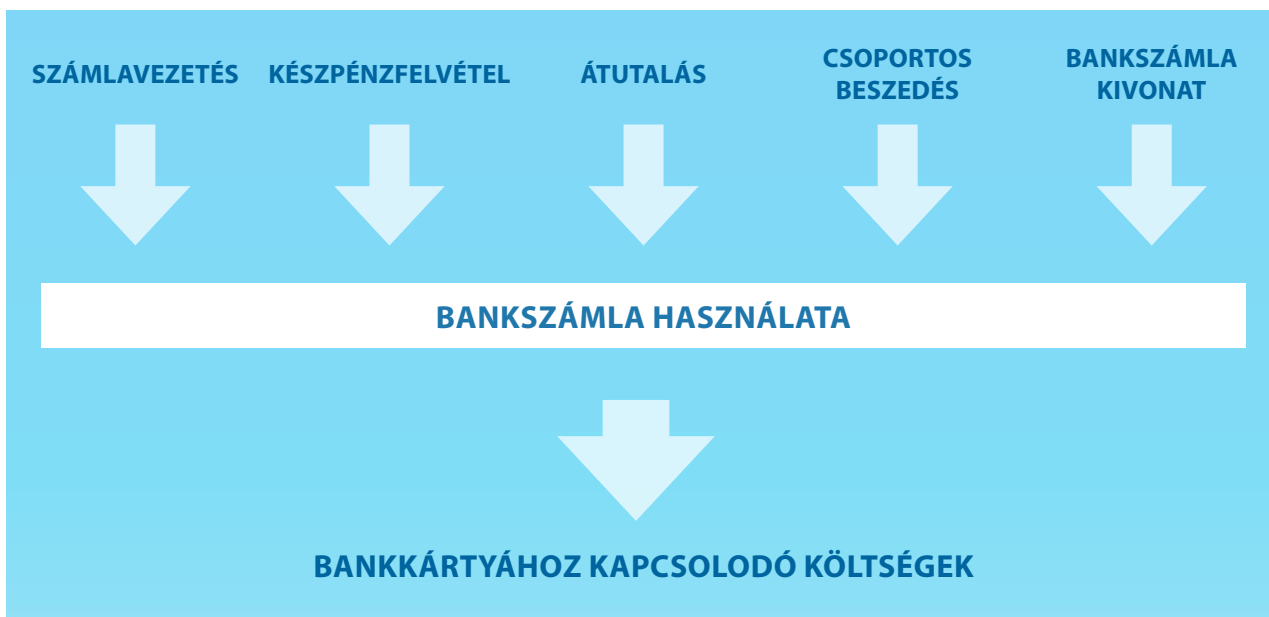 SZÁMLAVEZETÉS
KÉSZPÉNZFELVÉTEL
ÁTUTALÁS
CSOPORTOS
BESZEDÉS
BANKSZÁMLA
KIVONAT
BANKSZÁMLA HASZNÁLATA
BANKKÁRTYÁHOZ KAPCSOLODÓ KÖLTSÉGEK